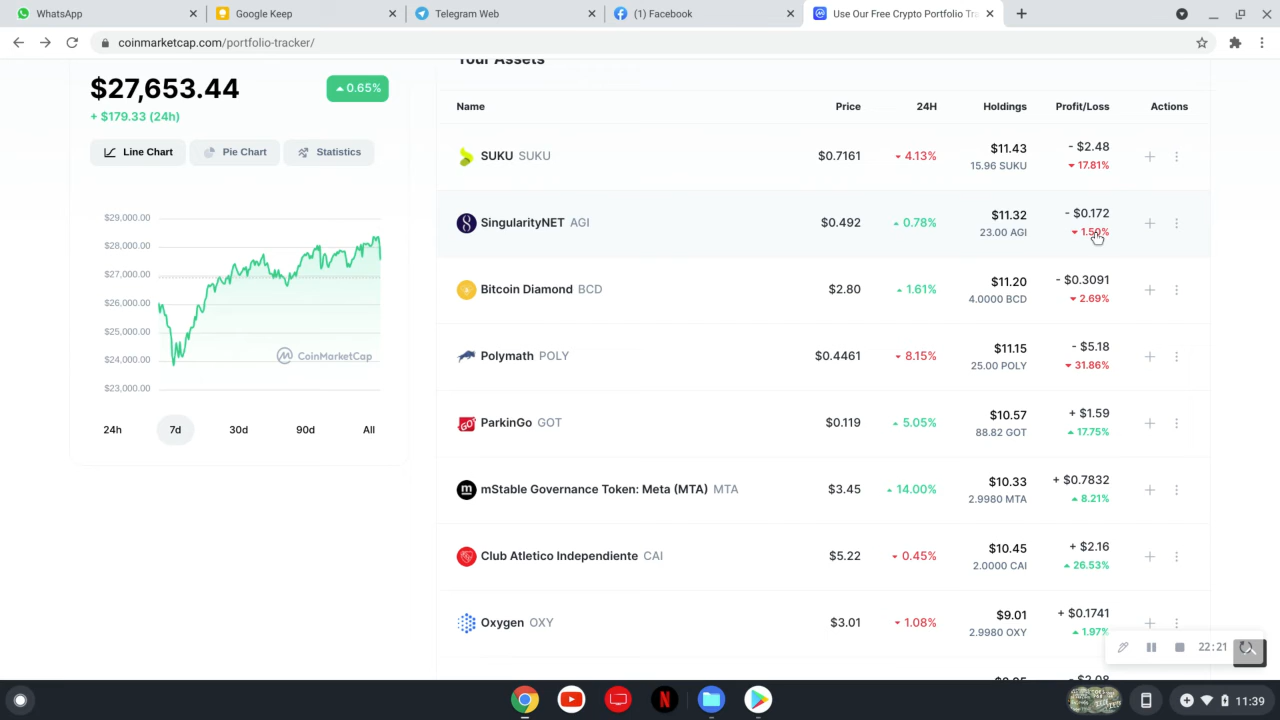 WhatsApp
Google Keep
Telegram Web
(1) Facebook
Use Our Free Crypto Portfolio Tra
coinmarketcap.com/portfolio-tracker/
$27,653.44
0.65%
+ $179.33 (24h)
Line Chart
Pie Chart
Statistics
$29,000.00
$28,000.00
$27,000.00
$26,000.00
$25,000.00
$24,000.00
$23,000.00
CoinMarketCap
24h 7d 30d 90d All
Your Assets
Name Price 24H Holdings Profit/Loss Actions
SUKU SUKU $0.7161 4.13% $11.43 - $2.48
15.96 SUKU 17.81%
SingularityNET AGI $0.492 0.78% $11.32 - $0.172
23.00 AGI 1.50%
Bitcoin Diamond BCD $2.80 1.61% $11.20 - $0.3091
4.0000 BCD 2.69%
Polymath POLY $0.4461 8.15% $11.15 - $5.18
25.00 POLY 31.86%
ParkinGo GOT $0.119 5.05% $10.57 + $1.59
88.82 GOT 17.75%
mStable Governance Token: Meta (MTA) MTA $3.45 14.00% $10.33 + $0.7832
2.9980 MTA 8.21%
Club Atletico Independiente CAI $5.22 0.45% $10.45 + $2.16
2.0000 CAI 26.53%
Oxygen OXY $3.01 1.08% $9.01 + $0.1741
2.9980 OXY 1.97%
22:21
11:39